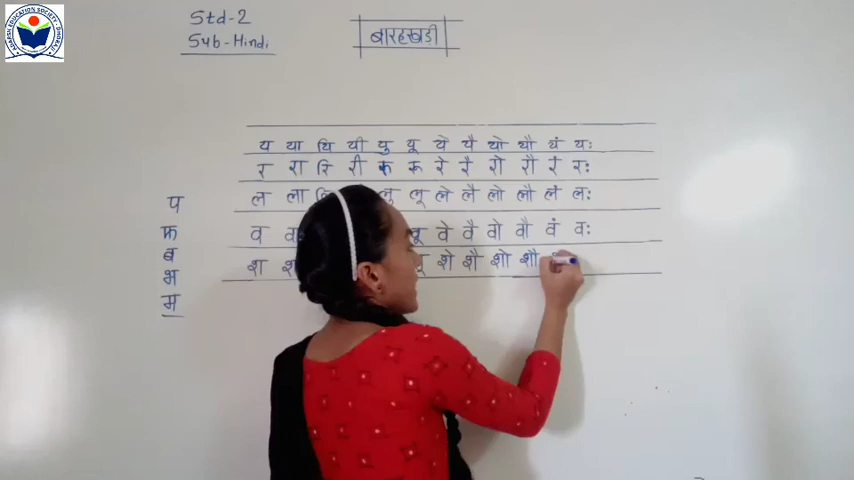 Std-2
Sub-Hindi
बारहखडी
य या यि यी यु यू ये यै यो यौ यं यः
र रा रि री रु रू रे रै रो रौ रं रः
ल ला लि लु लू ले लै लो लौ लं लः
व वे वै वो वौ वं वः
श शे शै शो शौ
प
फ
ब
भ
म